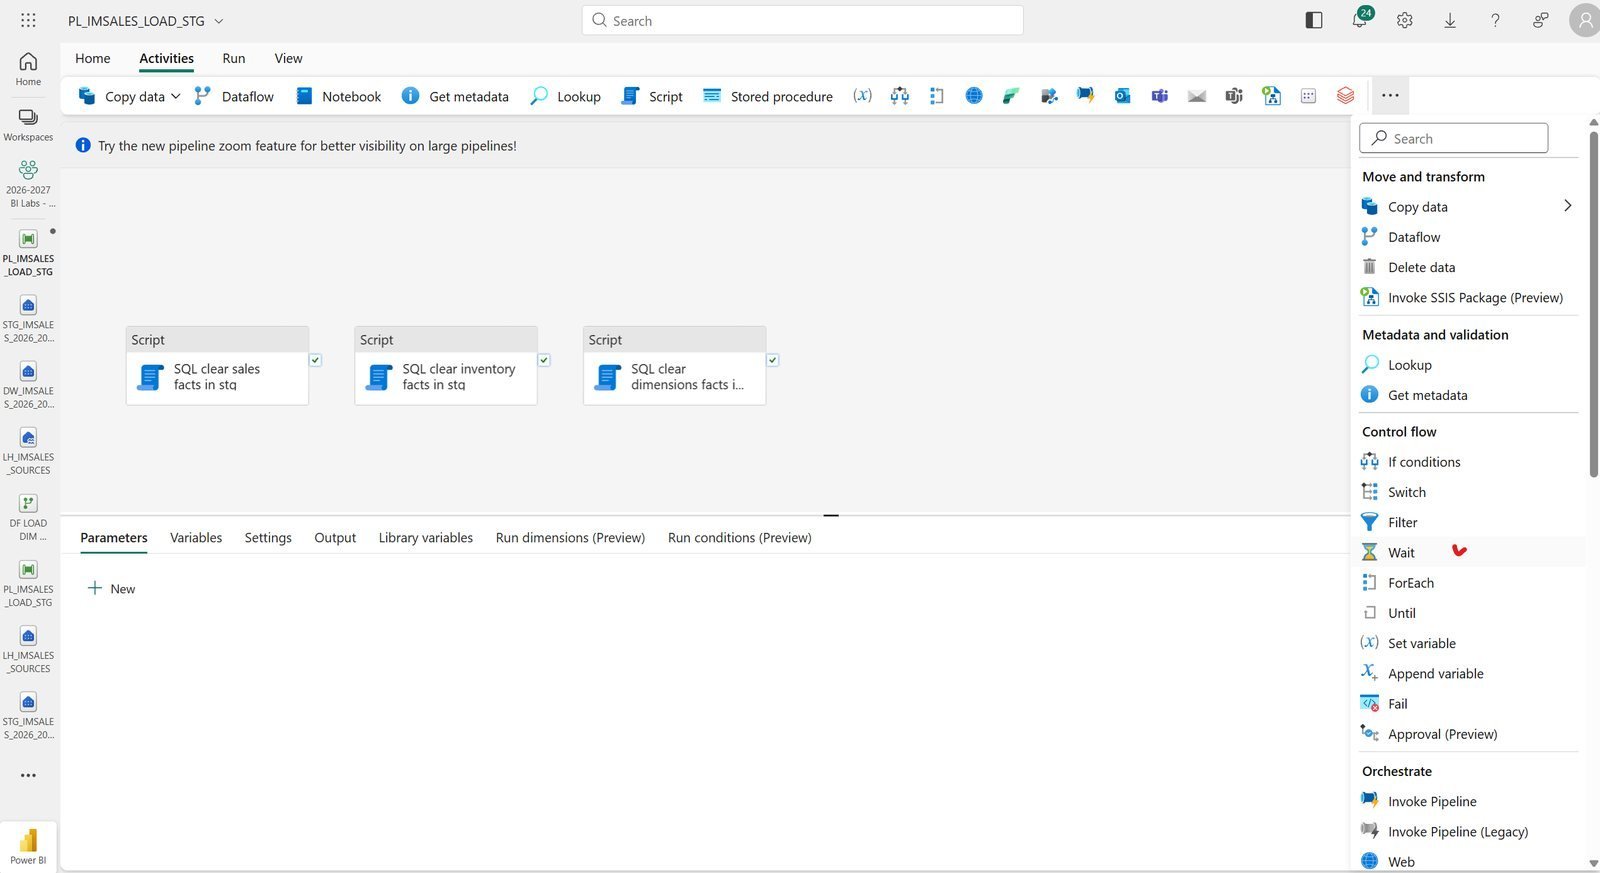 PL_IMSALES_LOAD_STG
Search
24
Home
Activities
Run
View
Copy data
Dataflow
Notebook
Get metadata
Lookup
Script
Stored procedure
Try the new pipeline zoom feature for better visibility on large pipelines!
Home
Workspaces
2026-2027
BI Labs - ...
PL_IMSALES
_LOAD_STG
STG_IMSALE
S_2026_20...
DW_IMSALE
S_2026_20...
LH_IMSALES
_SOURCES
DF LOAD
DIM ...
PL_IMSALES
_LOAD_STG
LH_IMSALES
_SOURCES
STG_IMSALE
S_2026_20...
Power BI
Script
SQL clear sales
facts in stg
Script
SQL clear inventory
facts in stg
Script
SQL clear
dimensions facts i...
Parameters
Variables
Settings
Output
Library variables
Run dimensions (Preview)
Run conditions (Preview)
New
Search
Move and transform
Copy data
Dataflow
Delete data
Invoke SSIS Package (Preview)
Metadata and validation
Lookup
Get metadata
Control flow
If conditions
Switch
Filter
Wait
ForEach
Until
Set variable
Append variable
Fail
Approval (Preview)
Orchestrate
Invoke Pipeline
Invoke Pipeline (Legacy)
Web